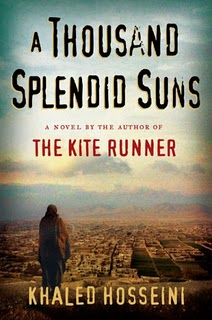 A THOUSAND
SPLENDID SUNS
A NOVEL BY THE AUTHOR OF
THE KITE RUNNER
KHALED HOSSEINI